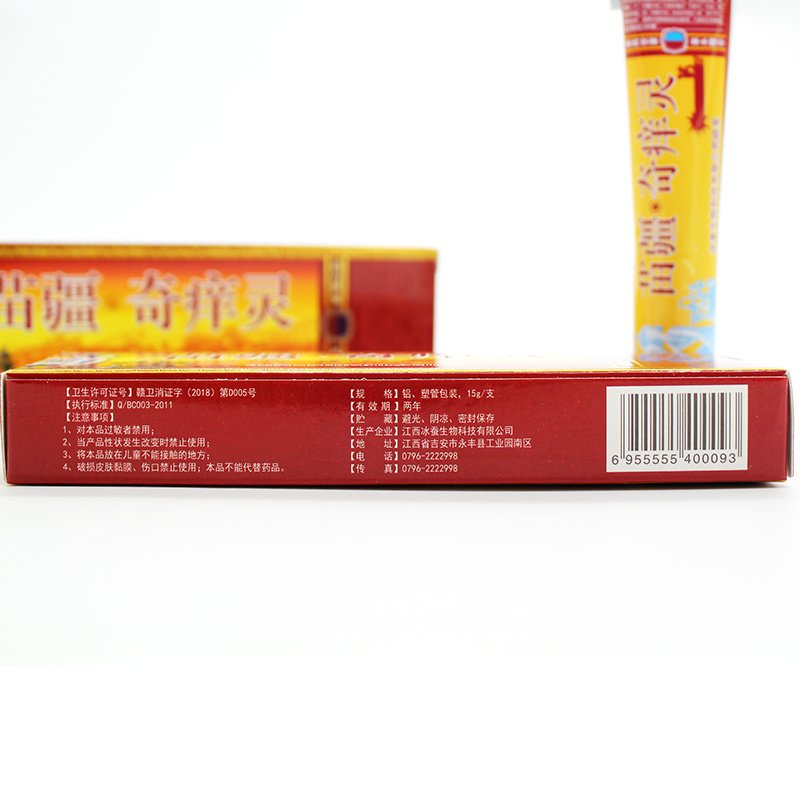 苗疆·奇痒灵
苗疆 奇痒灵
【卫生许可证号】赣卫消证字（2018）第D005号
【执行标准】Q/BC003-2011
【注意事项】
1、对本品过敏者禁用；
2、当产品性状发生改变时禁止使用；
3、将本品放在儿童不能接触的地方；
4、破损皮肤黏膜、伤口禁止使用；本品不能代替药品。
【规 格】铝、塑管包装，15g/支
【有 效 期】两年
【贮 藏】避光、阴凉、密封保存
【生产企业】江西冰蚕生物科技有限公司
【地 址】江西省吉安市永丰县工业园南区
【电 话】0796-2222998
【传 真】0796-2222998
6 955555 400093